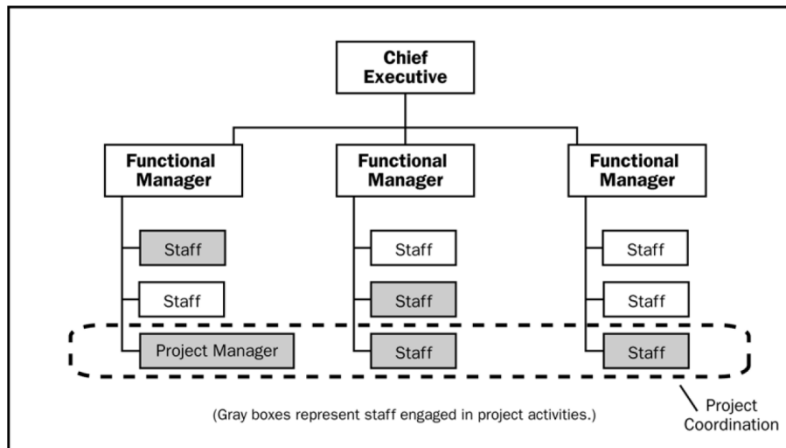 Chief
Executive
Functional
Manager
Functional
Manager
Functional
Manager
Staff
Staff
Staff
Staff
Staff
Staff
Project Manager
Staff
Staff
(Gray boxes represent staff engaged in project activities.)
Project
Coordination